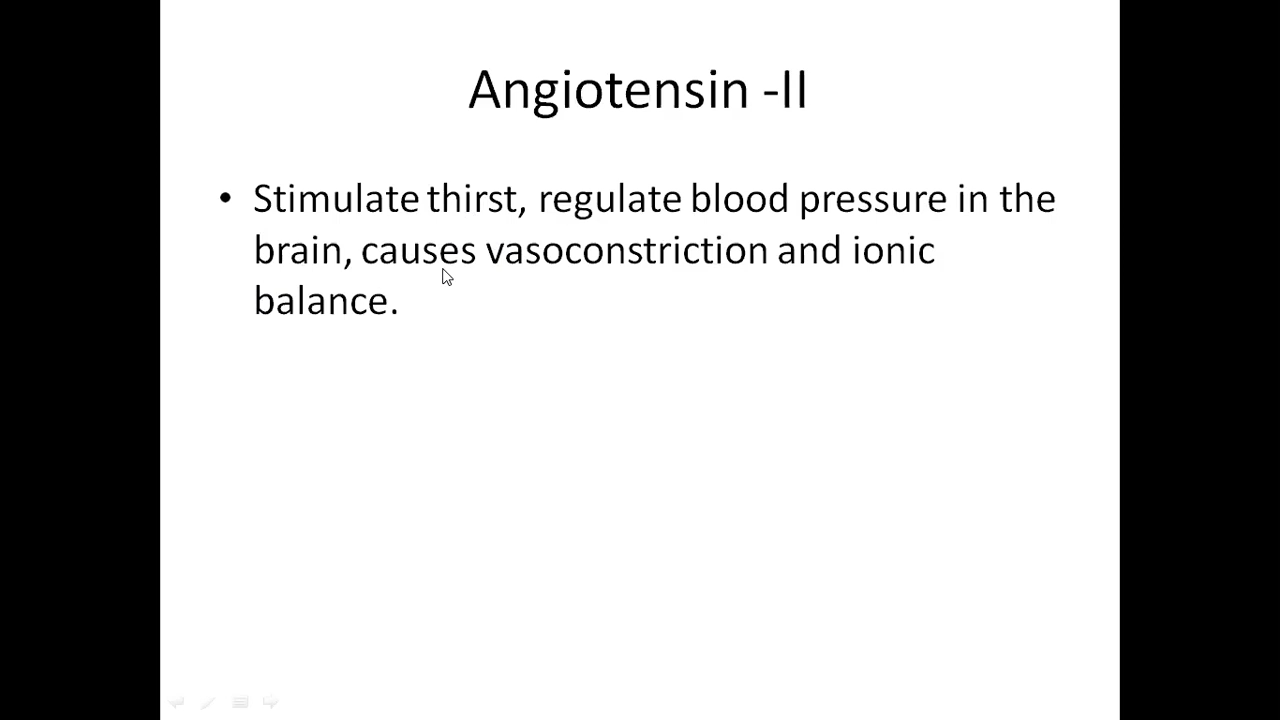 Angiotensin -II
• Stimulate thirst, regulate blood pressure in the
brain, causes vasoconstriction and ionic
balance.